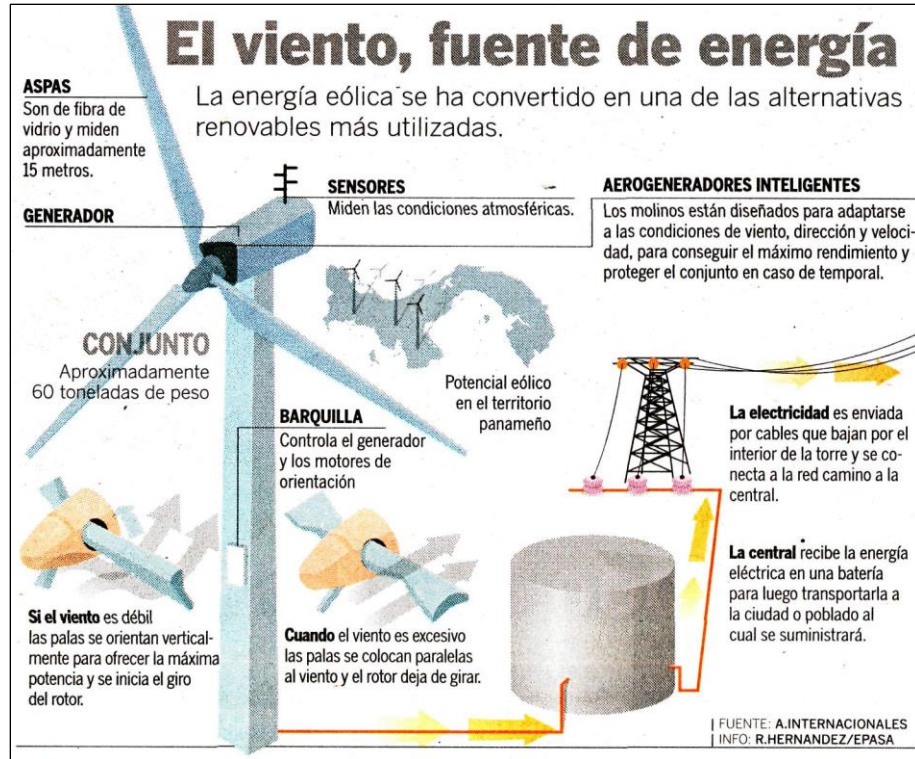 El viento, fuente de energía
La energía eólica se ha convertido en una de las alternativas
renovables más utilizadas.
ASPAS
Son de fibra de
vidrio y miden
aproximadamente
15 metros.
GENERADOR
SENSORES
Miden las condiciones atmosféricas.
AEROGENERADORES INTELIGENTES
Los molinos están diseñados para adaptarse
a las condiciones de viento, dirección y veloci-
dad, para conseguir el máximo rendimiento y
proteger el conjunto en caso de temporal.
CONJUNTO
Aproximadamente
60 toneladas de peso
Potencial eólico
en el territorio
panameño
BARQUILLA
Controla el generador
y los motores de
orientación
La electricidad es enviada
por cables que bajan por el
interior de la torre y se co-
necta a la red camino a la
central.
La central recibe la energía
eléctrica en una batería
para luego transportarla a
la ciudad o poblado al
cual se suministrará.
Si el viento es débil
las palas se orientan vertical-
mente para ofrecer la máxima
potencia y se inicia el giro
del rotor.
Cuando el viento es excesivo
las palas se colocan paralelas
al viento y el rotor deja de girar.
FUENTE: A.INTERNACIONALES
INFO: R.HERNANDEZ/EPASA